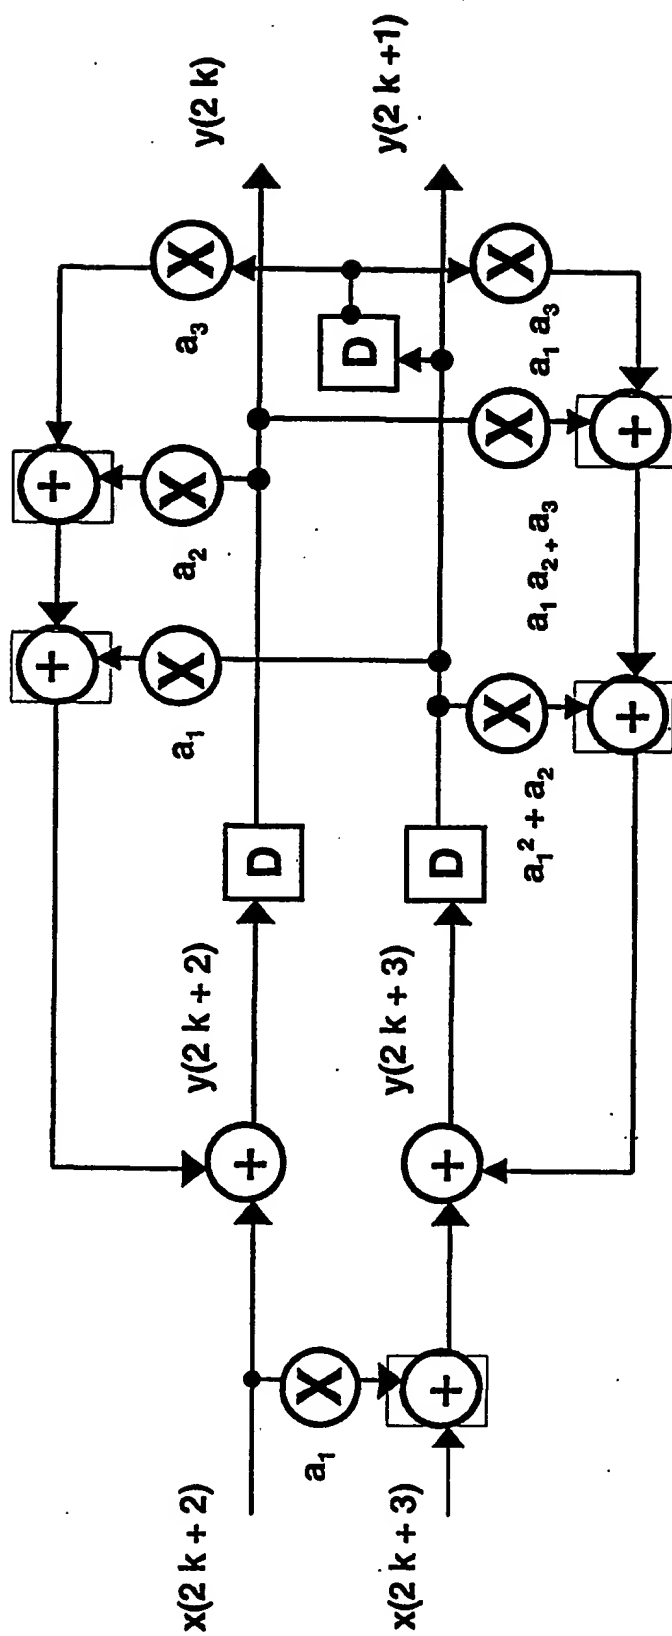 x(2 k + 2)
x(2 k + 3)
a₁
X
+
+
+
y(2 k + 2)
y(2 k + 3)
D
D
a₁
X
+
a₁² + a₂
X
+
a₂
X
+
a₁ a₂ + a₃
X
+
D
a₃
X
a₁ a₃
X
y(2 k)
y(2 k +1)